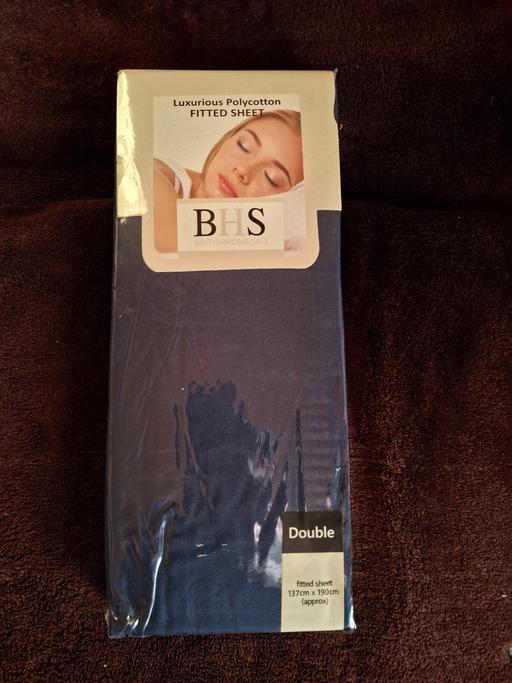 Luxurious Polycotton
FITTED SHEET
BHS
BRITISHHOMESALE
Double
fitted sheet
137cm x 190cm
(approx)